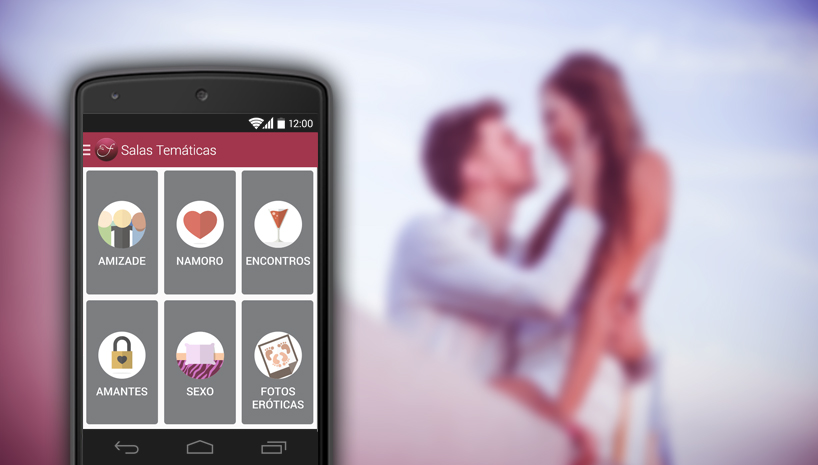 12:00
Salas Temáticas
AMIZADE
NAMORO
ENCONTROS
AMANTES
SEXO
FOTOS
ERÓTICAS